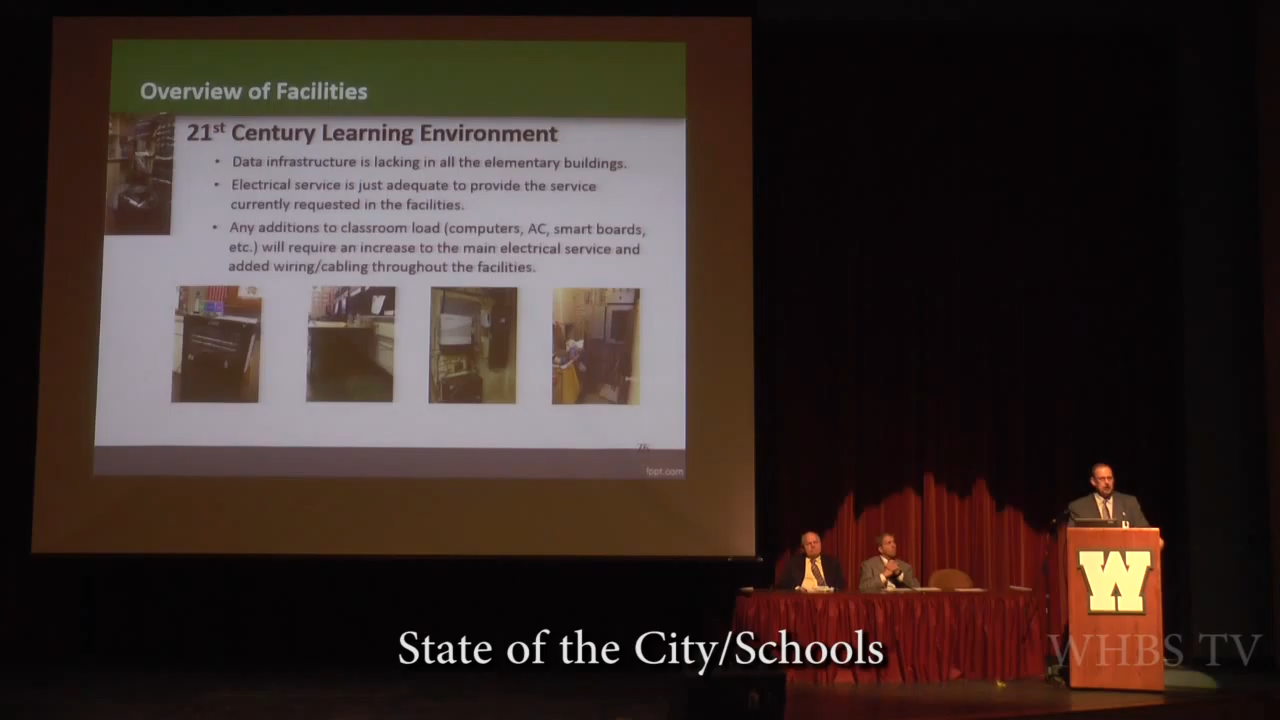 Overview of Facilities
21st Century Learning Environment
• Data infrastructure is lacking in all the elementary buildings.
• Electrical service is just adequate to provide the service
currently requested in the facilities.
• Any additions to classroom load (computers, AC, smart boards,
etc.) will require an increase to the main electrical service and
added wiring/cabling throughout the facilities.
fppt.com
W
State of the City/Schools
WHBS TV